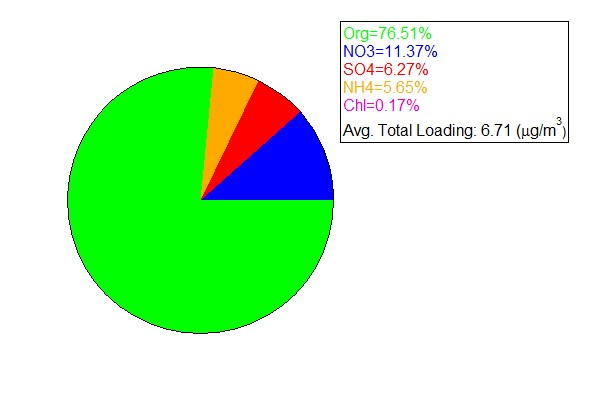 Org=76.51%
NO3=11.37%
SO4=6.27%
NH4=5.65%
Chl=0.17%
Avg. Total Loading: 6.71 (μg/m³)